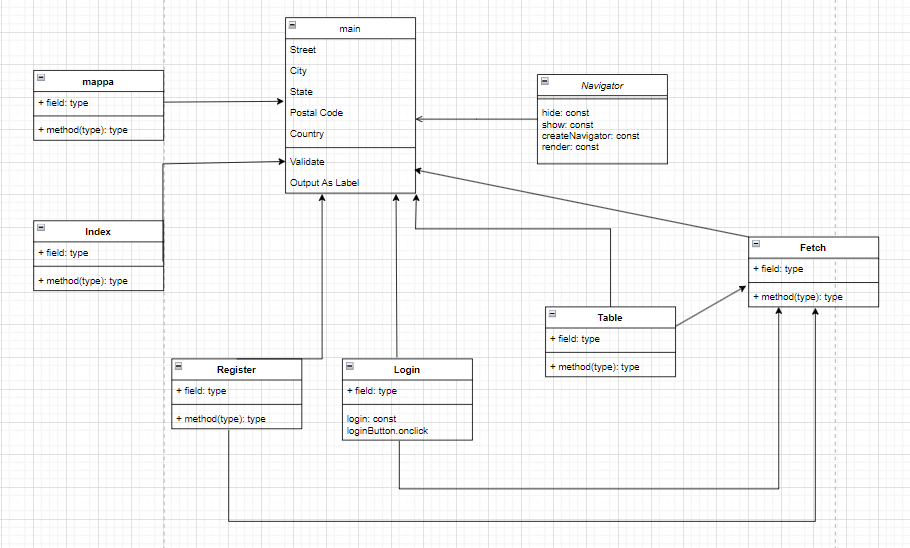 main
Street
City
State
Postal Code
Country
Validate
Output As Label
mappa
+ field: type
+ method(type): type
Navigator
hide: const
show: const
createNavigator: const
render: const
Index
+ field: type
+ method(type): type
Fetch
+ field: type
+ method(type): type
Table
+ field: type
+ method(type): type
Register
+ field: type
+ method(type): type
Login
+ field: type
login: const
loginButton.onclick